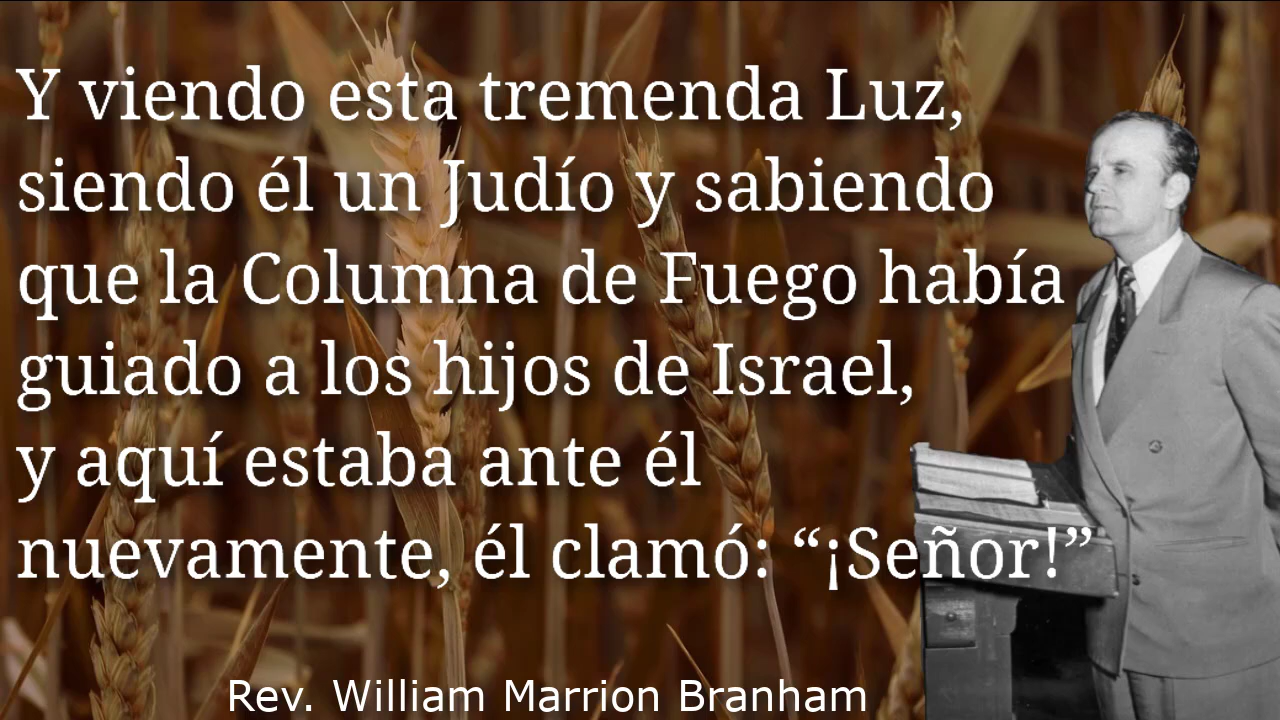 Y viendo esta tremenda Luz,
siendo él un Judío y sabiendo
que la Columna de Fuego había
guiado a los hijos de Israel,
y aquí estaba ante él
nuevamente, él clamó: “¡Señor!”
Rev. William Marrion Branham